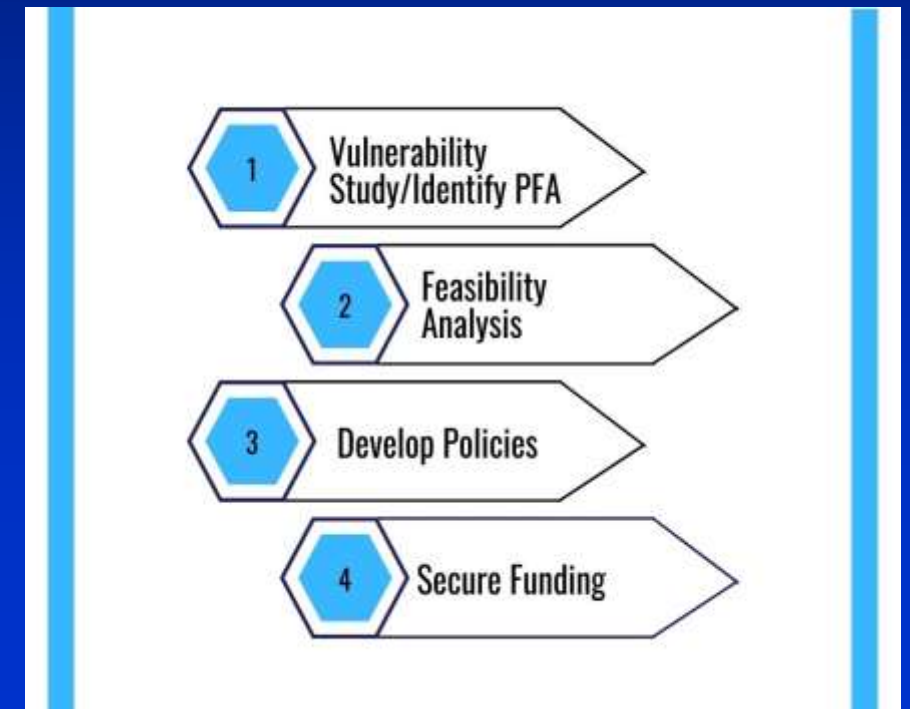 1
Vulnerability
Study/Identify PFA
2
Feasibility
Analysis
3
Develop Policies
4
Secure Funding